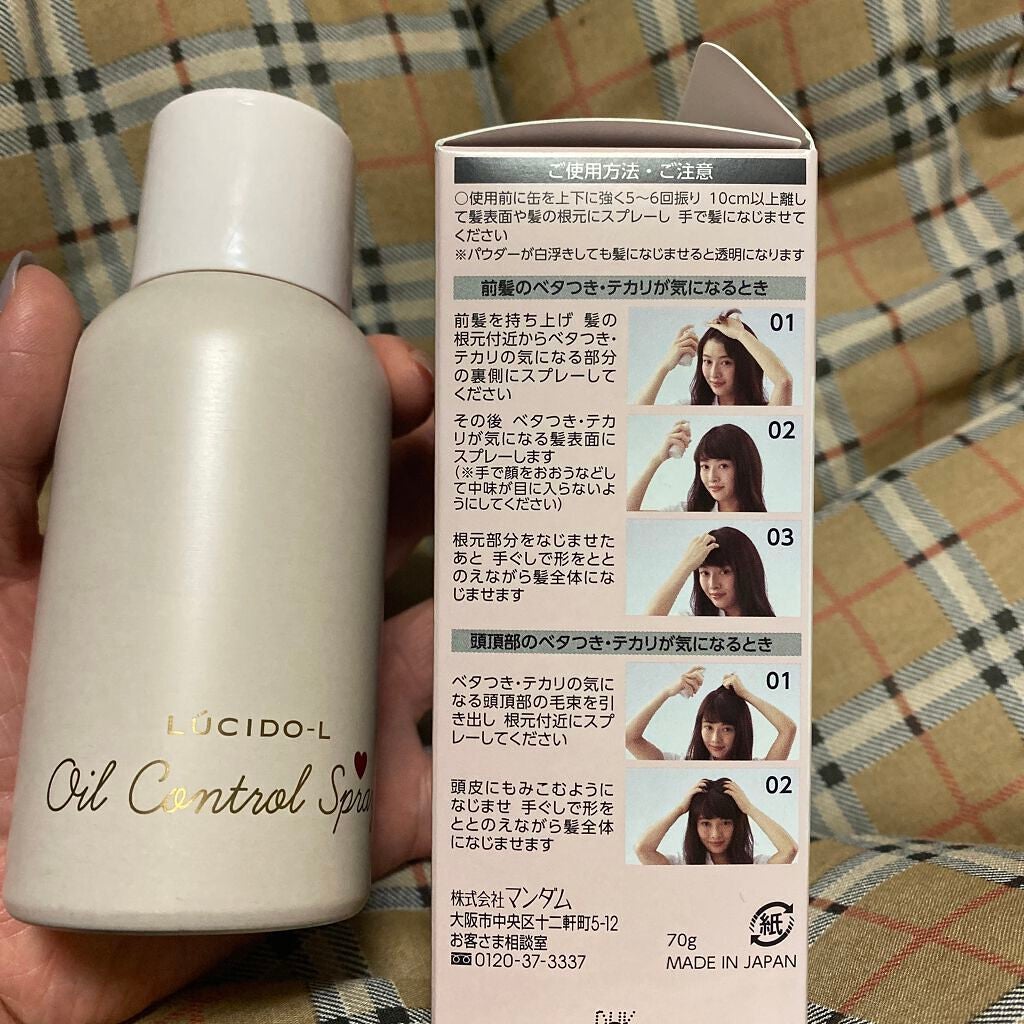 LÚCIDO-L
Oil Control Spray
ご使用方法・ご注意
○使用前に缶を上下に強く5～6回振り 10cm以上離し
て髪表面や髪の根元にスプレーし 手で髪になじませて
ください
※パウダーが白浮きしても髪になじませると透明になります
前髪のベタつき・テカリが気になるとき
前髪を持ち上げ 髪の
根元付近からベタつき・
テカリの気になる部分
の裏側にスプレーして
ください
01
その後 ベタつき・テカ
リが気になる髪表面に
スプレーします
(※手で顔をおおうなどし
て中味が目に入らないよ
うにしてください)
02
根元部分をなじませた
あと 手ぐしで形をとと
のえながら髪全体にな
じませます
03
頭頂部のベタつき・テカリが気になるとき
ベタつき・テカリの気に
なる頭頂部の毛束を引
き出し 根元付近にスプ
レーしてください
01
頭皮にもみこむように
なじませ 手ぐしで形を
ととのえながら髪全体
になじませます
02
株式会社マンダム
大阪市中央区十二軒町5-12
お客さま相談室
0120-37-3337
70g
MADE IN JAPAN
紙